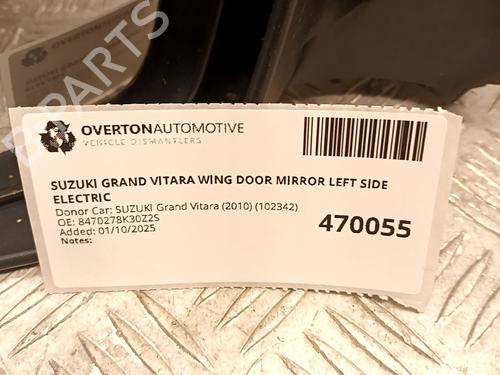 B-PARTS
OVERTONAUTOMOTIVE
VEHICLE DISMANTLERS
SUZUKI GRAND VITARA WING DOOR MIRROR LEFT SIDE
ELECTRIC
Donor Car: SUZUKI Grand Vitara (2010) (102342)
OE: 8470278K30Z2S
Added: 01/10/2025
Notes:
470055